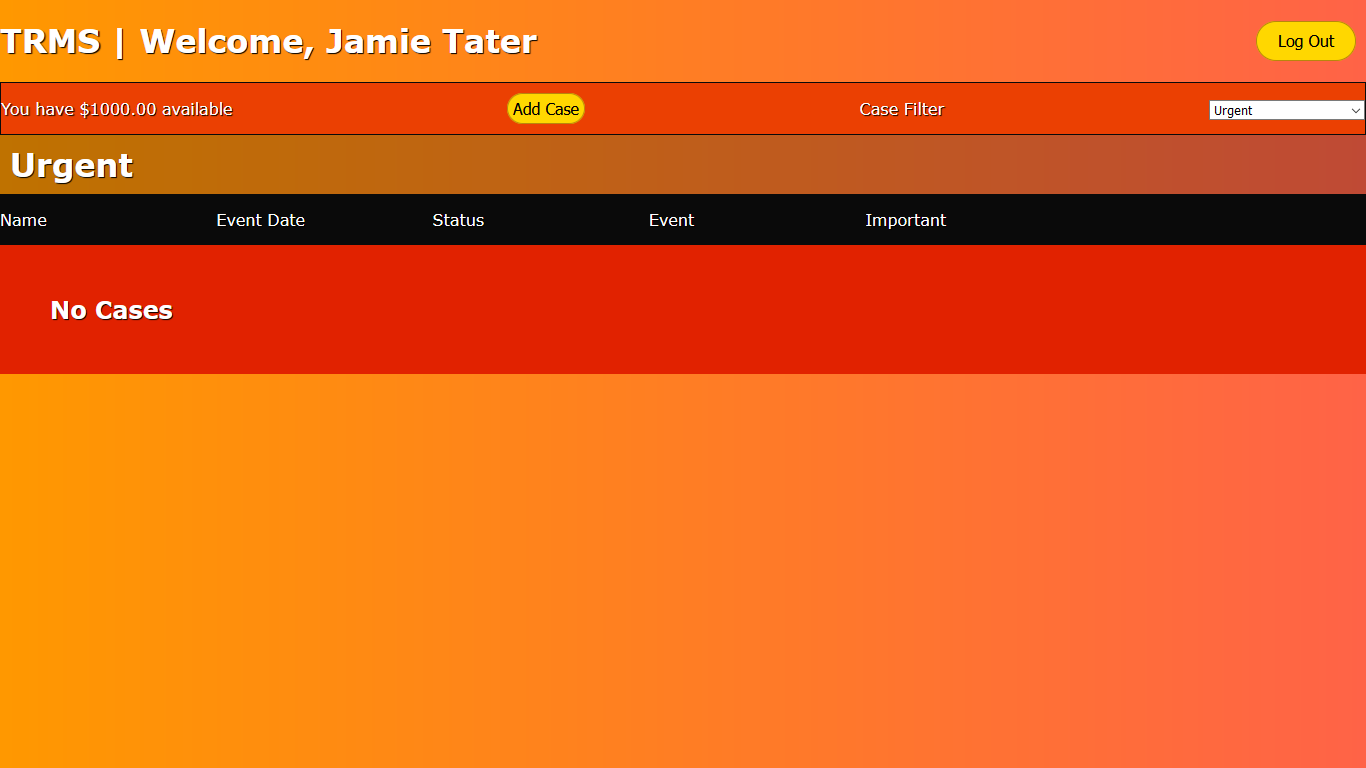 TRMS | Welcome, Jamie Tater
Log Out
You have $1000.00 available
Add Case
Case Filter
Urgent
Urgent
Name Event Date Status Event Important
No Cases